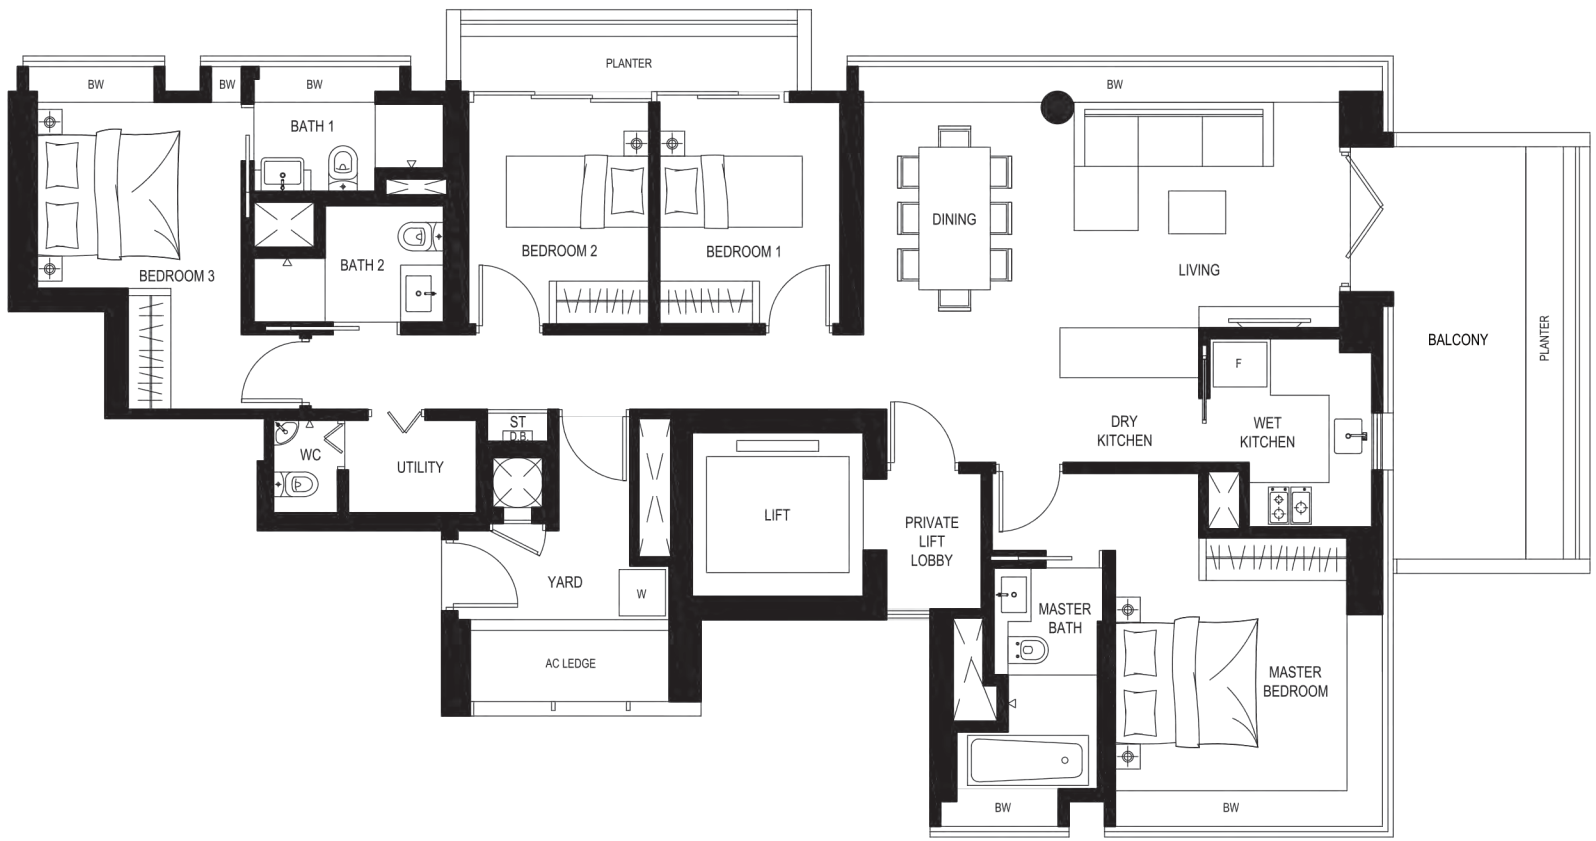 PLANTER
BW
BW
BW
BW
BATH 1
DINING
BEDROOM 2
BEDROOM 1
BATH 2
BEDROOM 3
LIVING
BALCONY
PLANTER
F
ST
D.B.
DRY
KITCHEN
WET
KITCHEN
WC
UTILITY
LIFT
PRIVATE
LIFT
LOBBY
YARD
W
MASTER
BATH
AC LEDGE
MASTER
BEDROOM
BW
BW